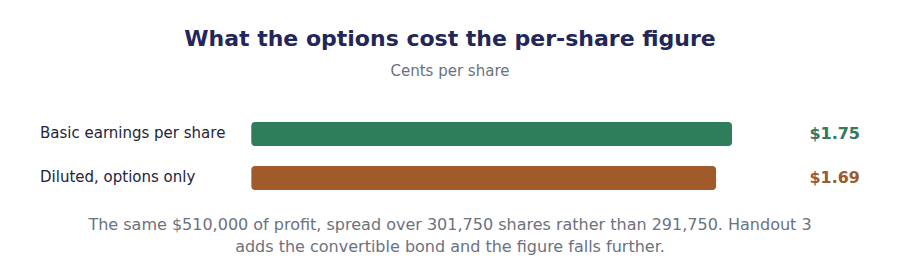 What the options cost the per-share figure
Cents per share
Basic earnings per share
$1.75
Diluted, options only
$1.69
The same $510,000 of profit, spread over 301,750 shares rather than 291,750. Handout 3
adds the convertible bond and the figure falls further.